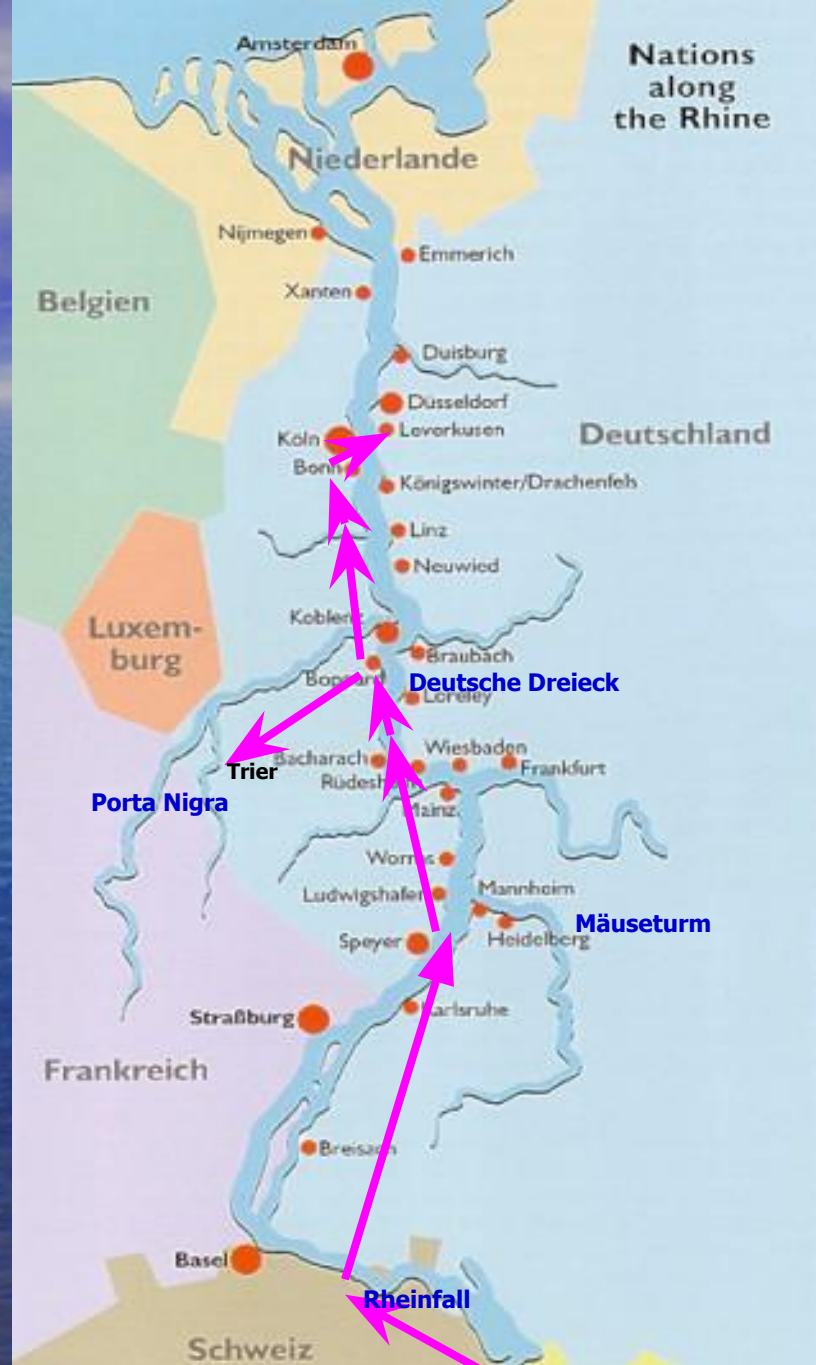 Amsterdam
Nations
along
the Rhine
Niederlande
Nijmegen
Emmerich
Belgien
Xanten
Duisburg
Düsseldorf
Köln
Leverkusen
Deutschland
Bonn
Königswinter/Drachenfels
Linz
Neuwied
Koblenz
Luxem-
burg
Braubach
Boppard
Deutsche Dreieck
Loreley
Wiesbaden
Bacharach
Frankfurt
Trier
Rüdesheim
Porta Nigra
Mainz
Worms
Ludwigshafen
Mannheim
Mäuseturm
Speyer
Heidelberg
Karlsruhe
Straßburg
Frankreich
Breisach
Basel
Rheinfall
Schweiz